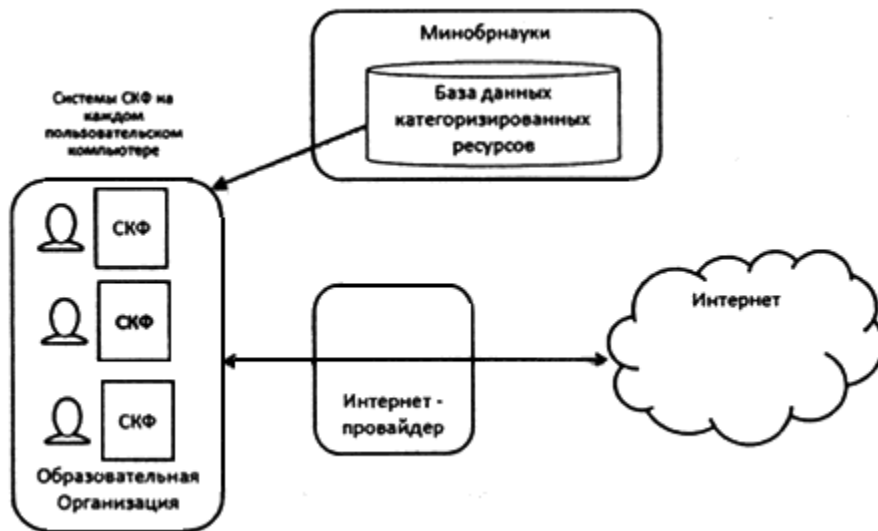 Минобрнауки
База данных
категоризированных
ресурсов
Системы СКФ на
каждом
пользовательском
компьютере
СКФ
СКФ
СКФ
Образовательная
Организация
Интернет -
провайдер
Интернет